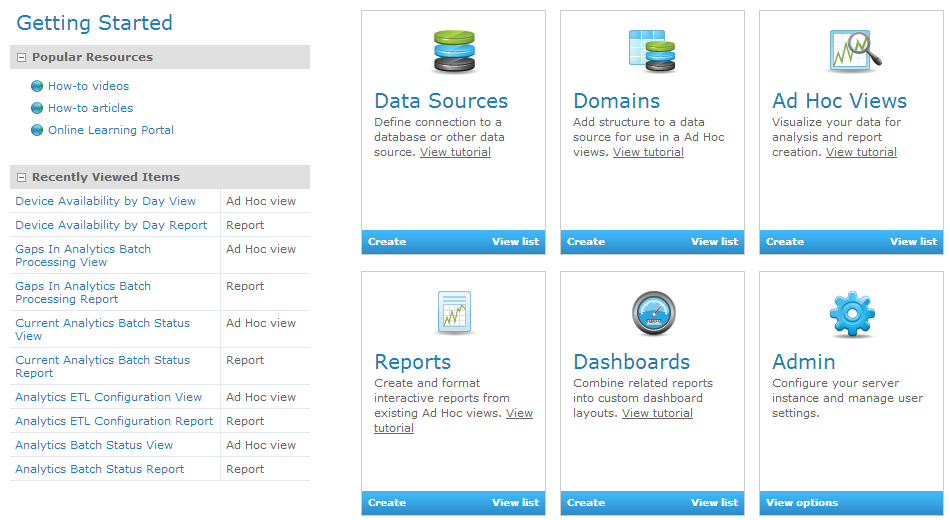 Getting Started
Popular Resources
How-to videos
How-to articles
Online Learning Portal
Recently Viewed Items
Device Availability by Day View Ad Hoc view
Device Availability by Day Report Report
Gaps In Analytics Batch Ad Hoc view
Processing View
Gaps In Analytics Batch Report
Processing Report
Current Analytics Batch Status Ad Hoc view
View
Current Analytics Batch Status Report
Report
Analytics ETL Configuration View Ad Hoc view
Analytics ETL Configuration Report Report
Analytics Batch Status View Ad Hoc view
Analytics Batch Status Report Report
Data Sources
Define connection to a
database or other data
source. View tutorial
Create View list
Domains
Add structure to a data
source for use in a Ad Hoc
views. View tutorial
Create View list
Ad Hoc Views
Visualize your data for
analysis and report
creation. View tutorial
Create View list
Reports
Create and format
interactive reports from
existing Ad Hoc views. View
tutorial
Create View list
Dashboards
Combine related reports
into custom dashboard
layouts. View tutorial
Create View list
Admin
Configure your server
instance and manage user
settings.
View options